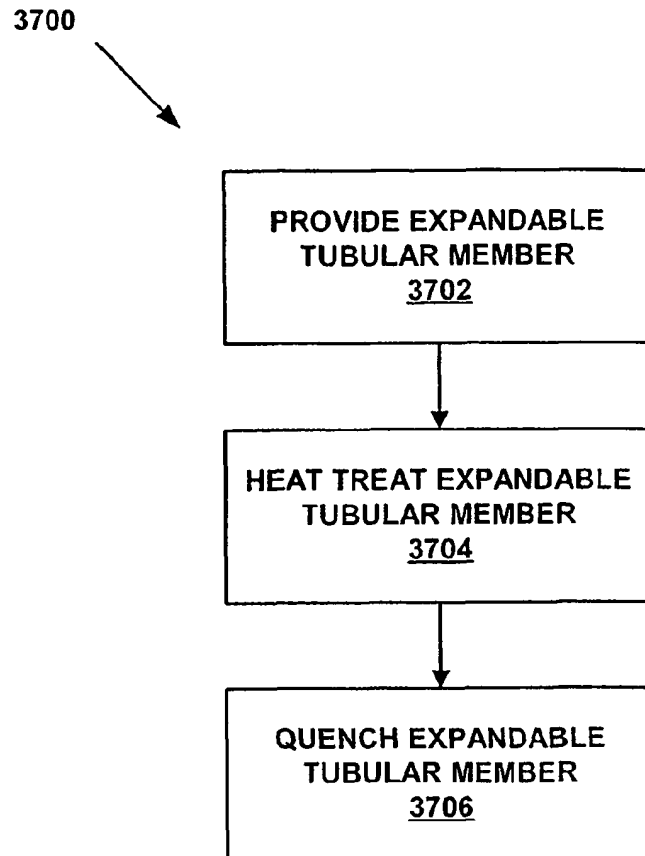 3700
PROVIDE EXPANDABLE
TUBULAR MEMBER
3702
HEAT TREAT EXPANDABLE
TUBULAR MEMBER
3704
QUENCH EXPANDABLE
TUBULAR MEMBER
3706